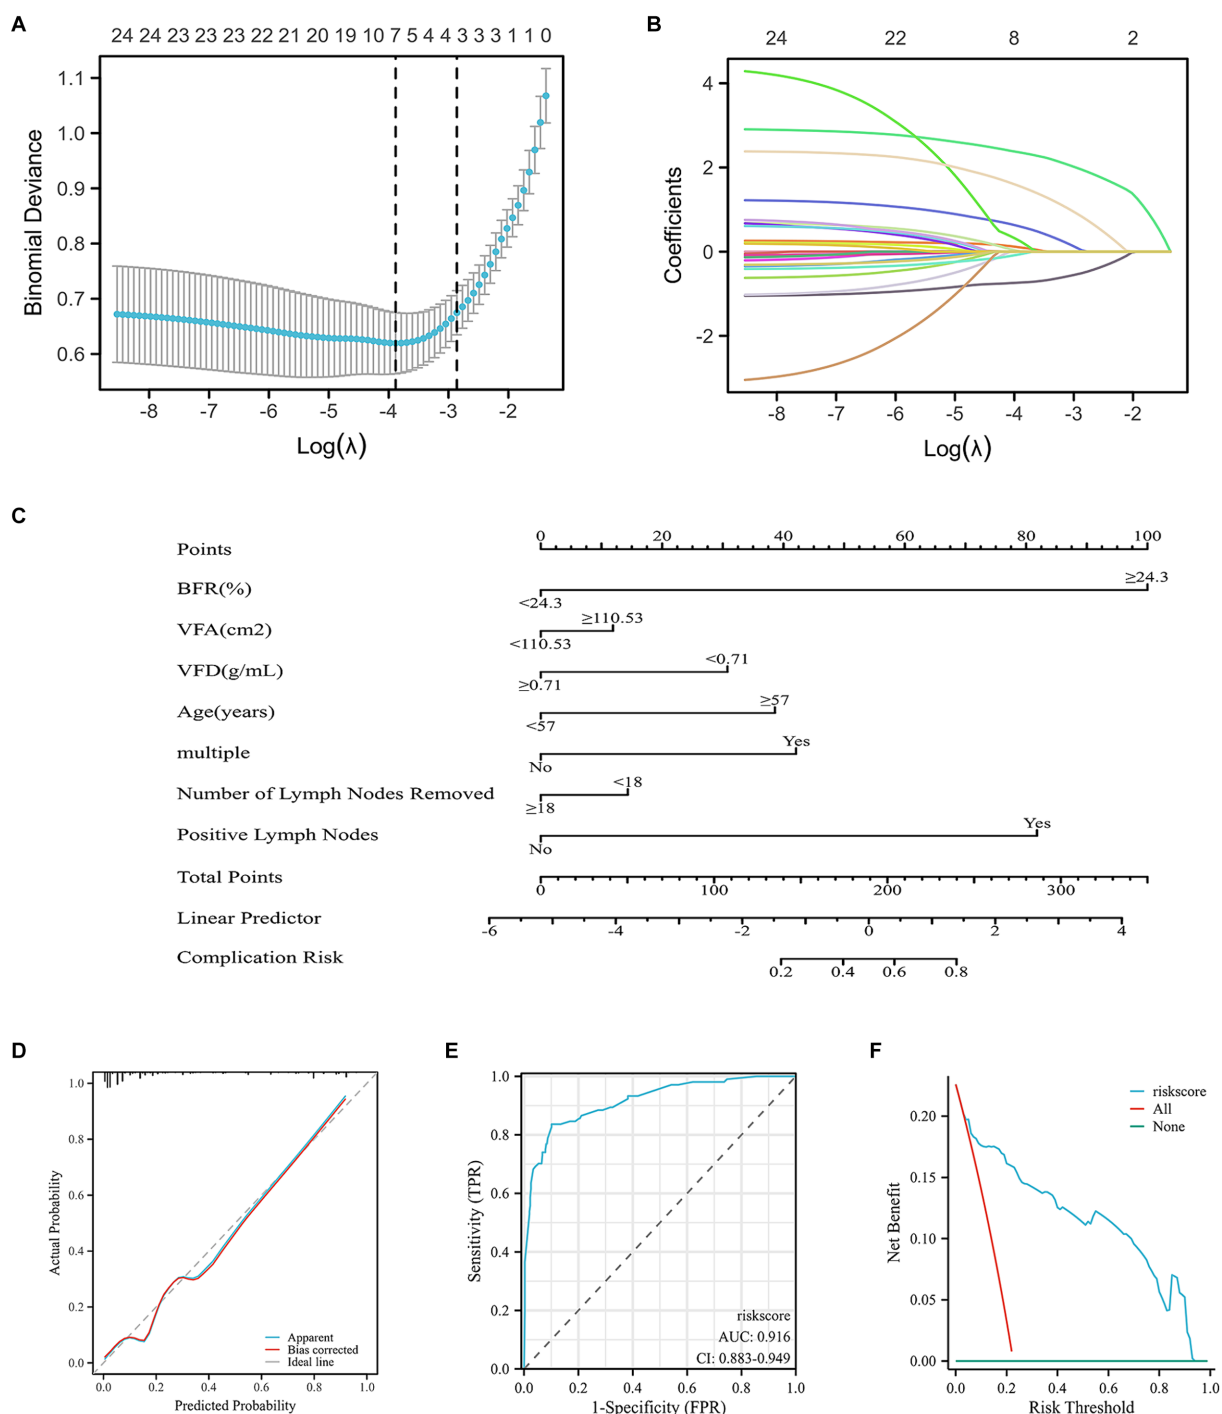 A
24 24 23 23 23 22 21 20 19 10 7 5 4 4 3 3 3 1 1 0
1.1
1.0
0.9
0.8
0.7
0.6
Binomial Deviance
-8 -7 -6 -5 -4 -3 -2
Log(λ)
B
24 22 8 2
4
2
0
-2
Coefficients
-8 -7 -6 -5 -4 -3 -2
Log(λ)
C
Points
0 20 40 60 80 100
BFR(%)
≥24.3
<24.3
VFA(cm2)
≥110.53
<110.53
VFD(g/mL)
<0.71
≥0.71
Age(years)
≥57
<57
multiple
Yes
No
Number of Lymph Nodes Removed
<18
≥18
Positive Lymph Nodes
Yes
No
Total Points
0 100 200 300
Linear Predictor
-6 -4 -2 0 2 4
Complication Risk
0.2 0.4 0.6 0.8
D
1.0
0.8
0.6
0.4
0.2
0.0
Actual Probability
Apparent
Bias corrected
Ideal line
0.0 0.2 0.4 0.6 0.8 1.0
Predicted Probability
E
1.0
0.8
0.6
0.4
0.2
0.0
Sensitivity (TPR)
riskscore
AUC: 0.916
CI: 0.883-0.949
0.0 0.2 0.4 0.6 0.8 1.0
1-Specificity (FPR)
F
riskscore
All
None
0.20
0.15
0.10
0.05
0.00
Net Benefit
0.0 0.2 0.4 0.6 0.8 1.0
Risk Threshold